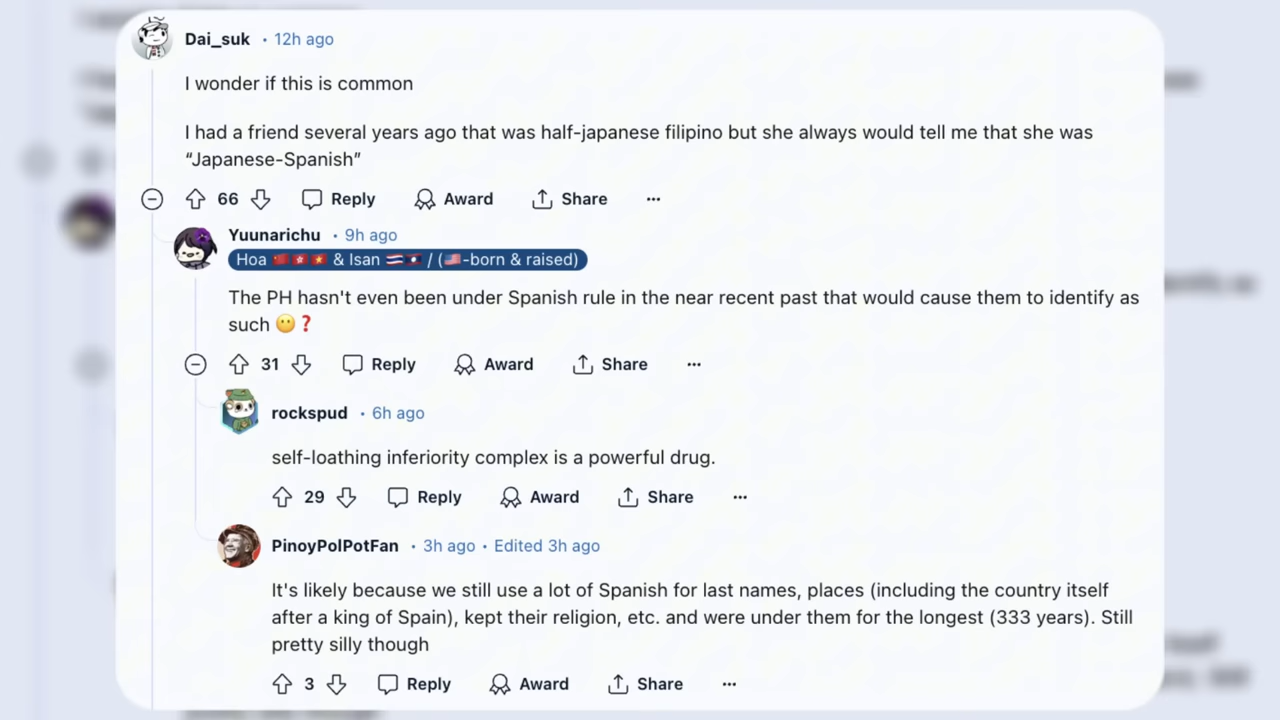 Dai_suk • 12h ago
I wonder if this is common
I had a friend several years ago that was half-japanese filipino but she always would tell me that she was
“Japanese-Spanish”
66 Reply Award Share ...
Yuunarichu • 9h ago
Hoa 🇨🇳🇭🇰🇻🇳 & Isan 🇹🇭🇱🇦 / (🇺🇸-born & raised)
The PH hasn't even been under Spanish rule in the near recent past that would cause them to identify as
such 😶❓
31 Reply Award Share ...
rockspud • 6h ago
self-loathing inferiority complex is a powerful drug.
29 Reply Award Share ...
PinoyPolPotFan • 3h ago • Edited 3h ago
It's likely because we still use a lot of Spanish for last names, places (including the country itself
after a king of Spain), kept their religion, etc. and were under them for the longest (333 years). Still
pretty silly though
3 Reply Award Share ...